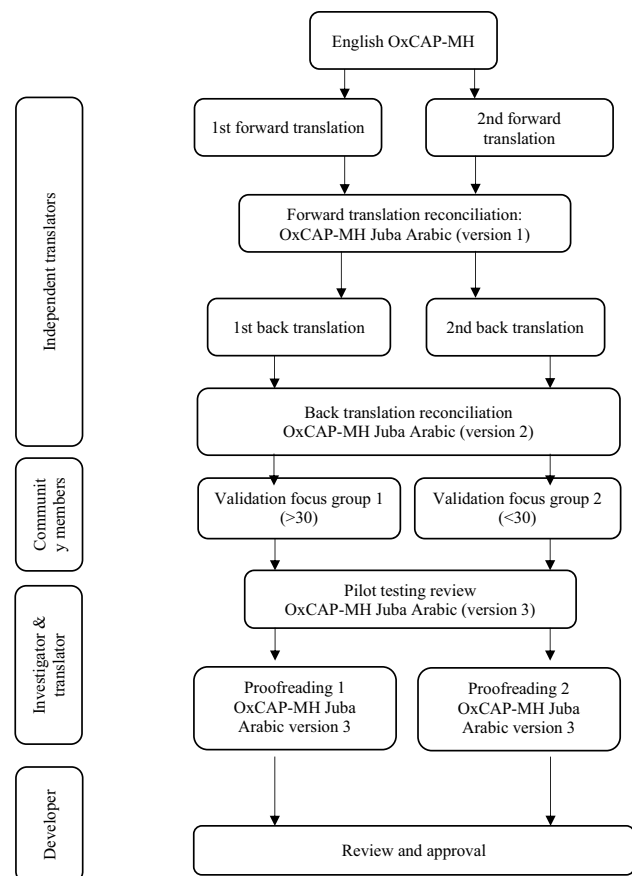 English OxCAP-MH
1st forward translation
2nd forward
translation
Forward translation reconciliation:
OxCAP-MH Juba Arabic (version 1)
1st back translation
2nd back translation
Back translation reconciliation
OxCAP-MH Juba Arabic (version 2)
Independent translators
Validation focus group 1
(>30)
Validation focus group 2
(<30)
Communit
y members
Pilot testing review
OxCAP-MH Juba Arabic (version 3)
Proofreading 1
OxCAP-MH Juba
Arabic version 3
Proofreading 2
OxCAP-MH Juba
Arabic version 3
Investigator &
translator
Review and approval
Developer